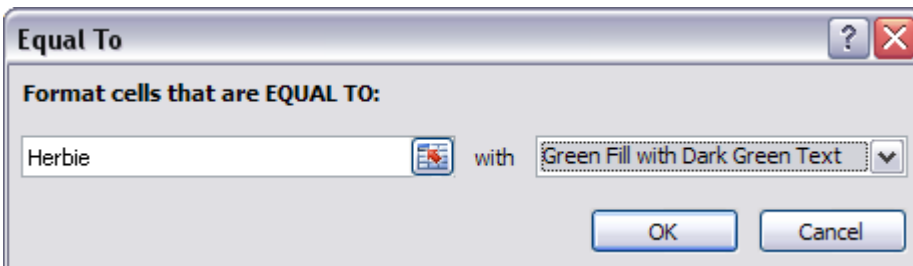 Equal To ?
Format cells that are EQUAL TO:
Herbie with Green Fill with Dark Green Text
OK Cancel